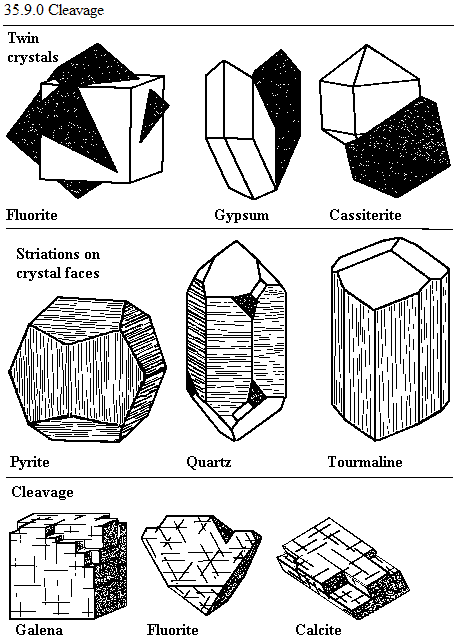 35.9.0 Cleavage
Twin
crystals
Fluorite
Gypsum
Cassiterite
Striations on
crystal faces
Pyrite
Quartz
Tourmaline
Cleavage
Galena
Fluorite
Calcite